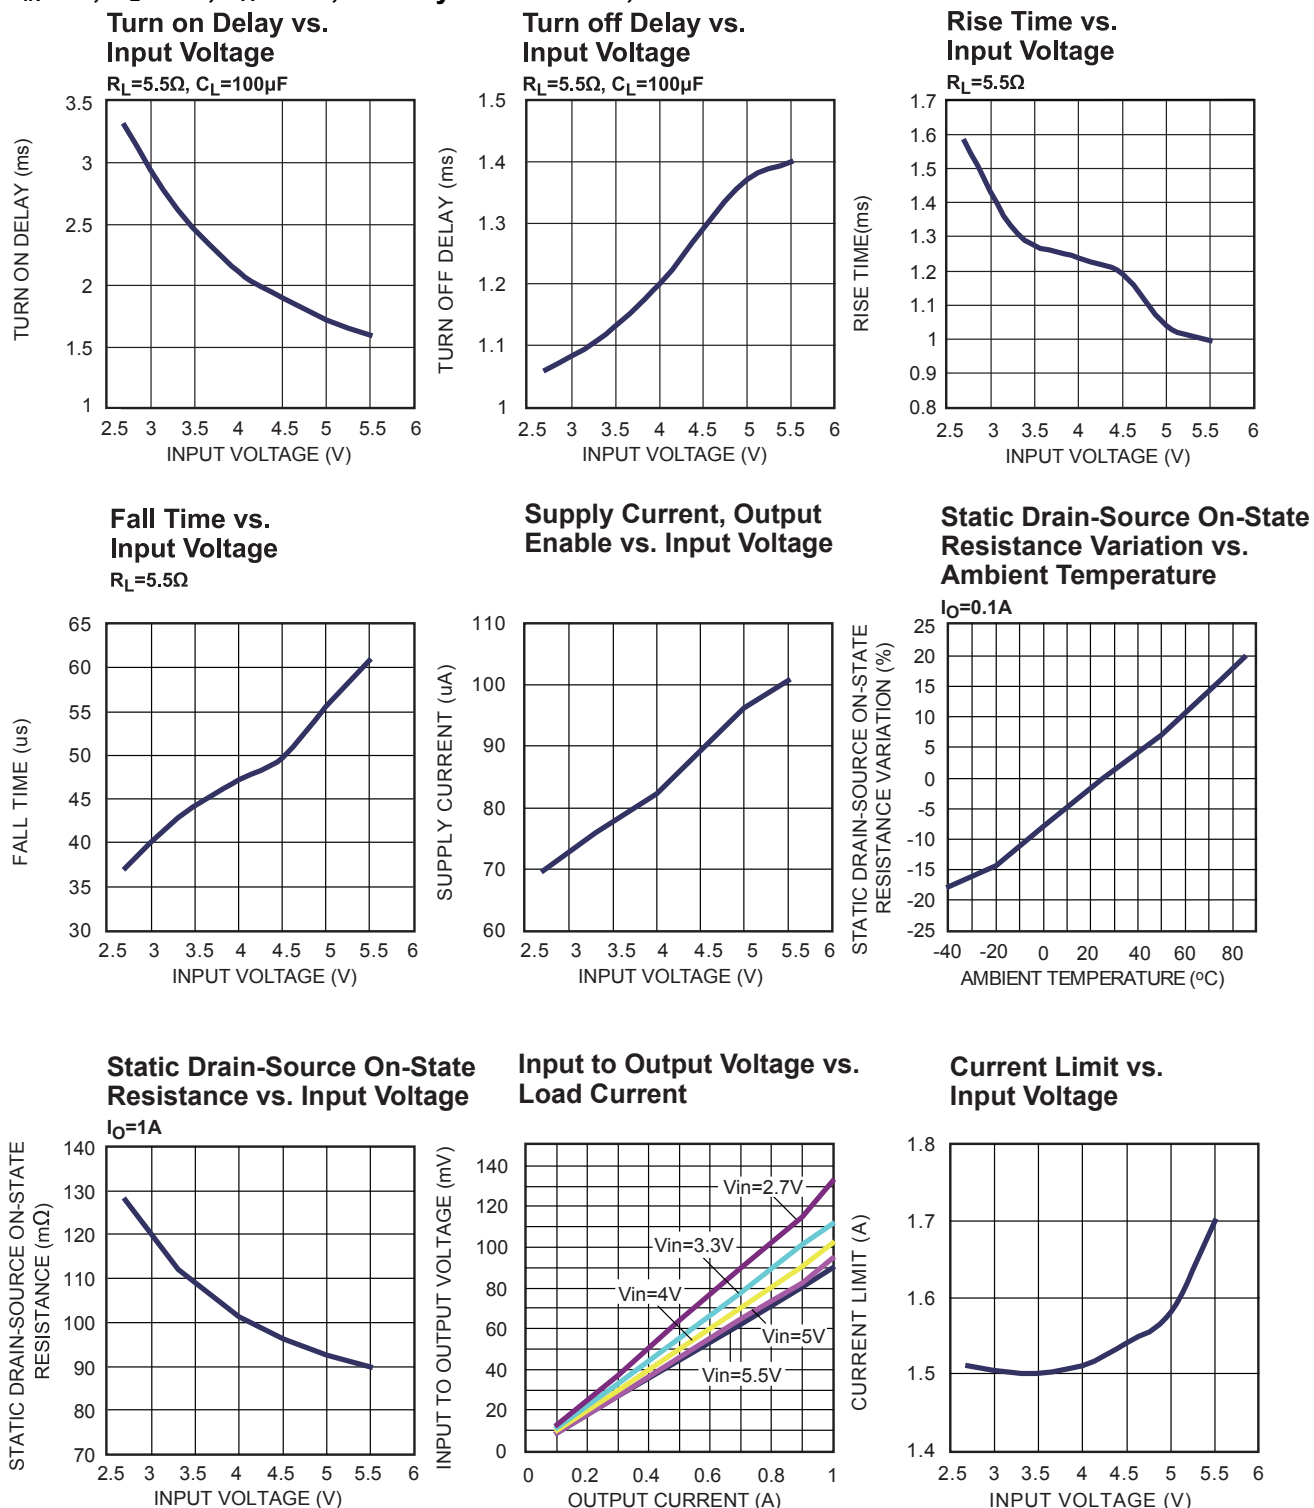 Turn on Delay vs.
Input Voltage
RL=5.5Ω, CL=100µF
3.5
3
2.5
2
1.5
1
TURN ON DELAY (ms)
2.5 3 3.5 4 4.5 5 5.5 6
INPUT VOLTAGE (V)
Turn off Delay vs.
Input Voltage
RL=5.5Ω, CL=100µF
1.5
1.4
1.3
1.2
1.1
1
TURN OFF DELAY (ms)
2.5 3 3.5 4 4.5 5 5.5 6
INPUT VOLTAGE (V)
Rise Time vs.
Input Voltage
RL=5.5Ω
1.7
1.6
1.5
1.4
1.3
1.2
1.1
1
0.9
0.8
RISE TIME(ms)
2.5 3 3.5 4 4.5 5 5.5 6
INPUT VOLTAGE (V)
Fall Time vs.
Input Voltage
RL=5.5Ω
65
60
55
50
45
40
35
30
FALL TIME (us)
2.5 3 3.5 4 4.5 5 5.5 6
INPUT VOLTAGE (V)
Supply Current, Output
Enable vs. Input Voltage
110
100
90
80
70
60
SUPPLY CURRENT (uA)
2.5 3 3.5 4 4.5 5 5.5 6
INPUT VOLTAGE (V)
Static Drain-Source On-State
Resistance Variation vs.
Ambient Temperature
IO=0.1A
25
20
15
10
5
0
-5
-10
-15
-20
-25
STATIC DRAIN-SOURCE ON-STATE
RESISTANCE VARIATION (%)
-40 -20 0 20 40 60 80
AMBIENT TEMPERATURE (ºC)
Static Drain-Source On-State
Resistance vs. Input Voltage
IO=1A
140
130
120
110
100
90
80
70
STATIC DRAIN-SOURCE ON-STATE
RESISTANCE (mΩ)
2.5 3 3.5 4 4.5 5 5.5 6
INPUT VOLTAGE (V)
Input to Output Voltage vs.
Load Current
140
120
100
80
60
40
20
0
INPUT TO OUTPUT VOLTAGE (mV)
Vin=2.7V
Vin=3.3V
Vin=4V
Vin=5V
Vin=5.5V
0 0.2 0.4 0.6 0.8 1
OUTPUT CURRENT (A)
Current Limit vs.
Input Voltage
1.8
1.7
1.6
1.5
1.4
CURRENT LIMIT (A)
2.5 3 3.5 4 4.5 5 5.5 6
INPUT VOLTAGE (V)